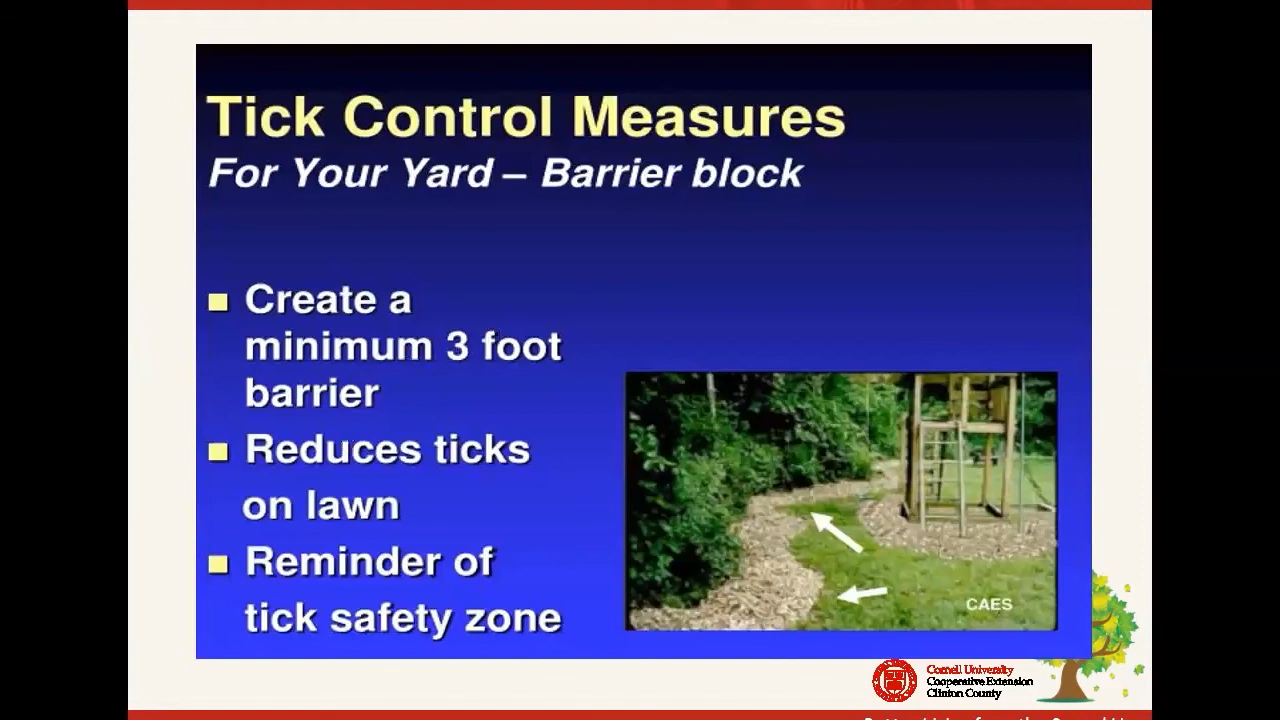 Tick Control Measures
For Your Yard – Barrier block
Create a
minimum 3 foot
barrier
Reduces ticks
on lawn
Reminder of
tick safety zone
CAES
Cornell University
Cooperative Extension
Clinton County